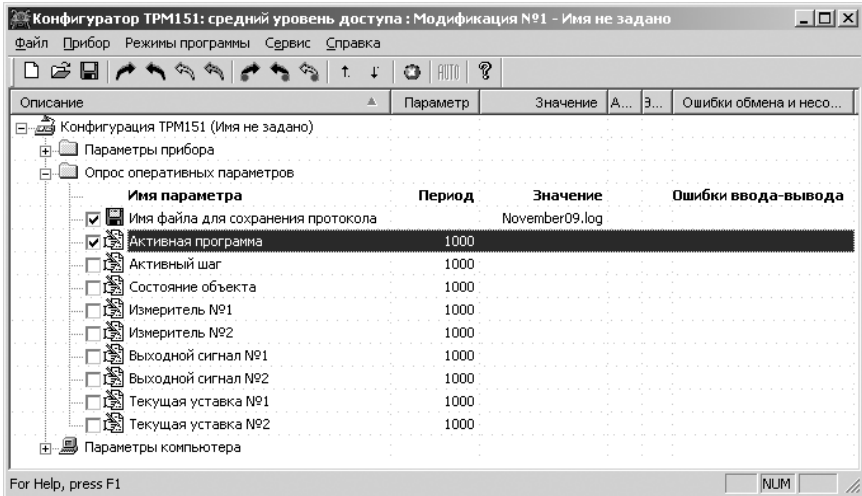 Конфигуратор ТРМ151: средний уровень доступа : Модификация №1 - Имя не задано
Файл Прибор Режимы программы Сервис Справка
AUTO
Описание Параметр Значение А... З... Ошибки обмена и несо...
Конфигурация ТРМ151 (Имя не задано)
Параметры прибора
Опрос оперативных параметров
Имя параметра Период Значение Ошибки ввода-вывода
Имя файла для сохранения протокола November09.log
Активная программа 1000
Активный шаг 1000
Состояние объекта 1000
Измеритель №1 1000
Измеритель №2 1000
Выходной сигнал №1 1000
Выходной сигнал №2 1000
Текущая уставка №1 1000
Текущая уставка №2 1000
Параметры компьютера
For Help, press F1 NUM